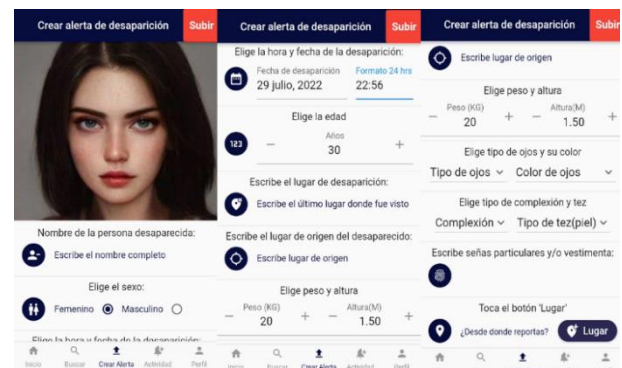 Crear alerta de desaparición Subir
Nombre de la persona desaparecida:
Escribe el nombre completo
Elige el sexo:
Femenino Masculino
Elige la hora y fecha de la desaparición:
Inicio Buscar Crear Alerta Actividad Perfil
Crear alerta de desaparición Subir
Elige la hora y fecha de la desaparición:
Fecha de desaparición Formato 24 hrs
29 julio, 2022 22:56
Elige la edad
Años
123 − 30 +
Escribe el lugar de desaparición:
Escribe el último lugar donde fue visto
Escribe el lugar de origen del desaparecido:
Escribe lugar de origen
Elige peso y altura
Peso (KG) Altura(M)
− 20 + − 1.50 +
Inicio Buscar Crear Alerta Actividad Perfil
Crear alerta de desaparición Subir
Escribe lugar de origen
Elige peso y altura
Peso (KG) Altura(M)
− 20 + − 1.50 +
Elige tipo de ojos y su color
Tipo de ojos Color de ojos
Elige tipo de complexión y tez
Complexión Tipo de tez(piel)
Escribe señas particulares y/o vestimenta:
Toca el botón 'Lugar'
¿Desde donde reportas? Lugar